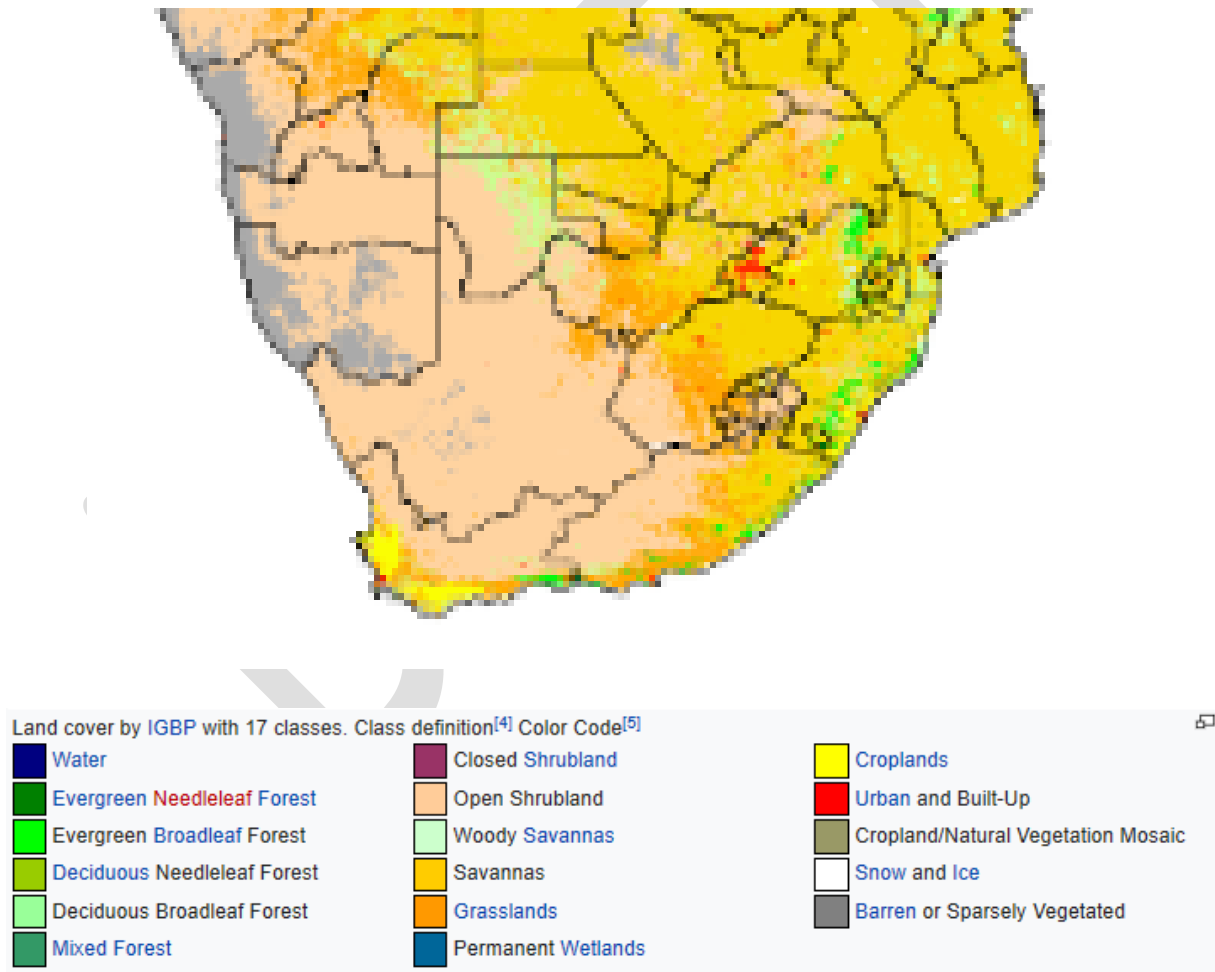 Land cover by IGBP with 17 classes. Class definition[4] Color Code[5]
Water
Evergreen Needleleaf Forest
Evergreen Broadleaf Forest
Deciduous Needleleaf Forest
Deciduous Broadleaf Forest
Mixed Forest
Closed Shrubland
Open Shrubland
Woody Savannas
Savannas
Grasslands
Permanent Wetlands
Croplands
Urban and Built-Up
Cropland/Natural Vegetation Mosaic
Snow and Ice
Barren or Sparsely Vegetated